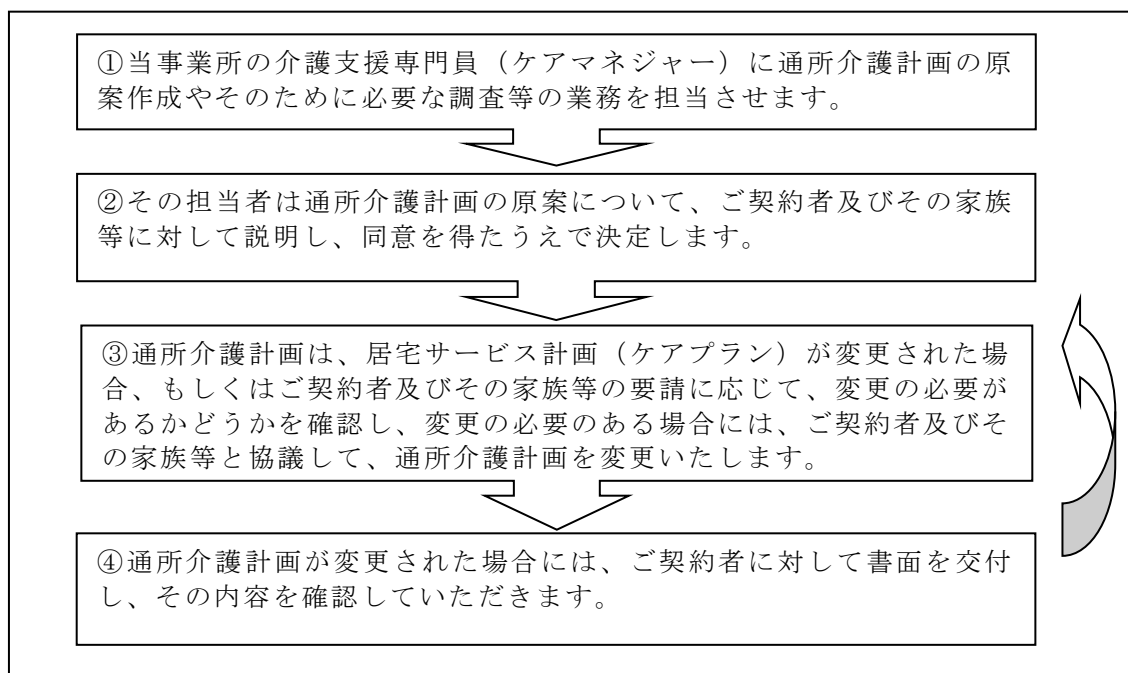 ①当事業所の介護支援専門員（ケアマネジャー）に通所介護計画の原
案作成やそのために必要な調査等の業務を担当させます。
②その担当者は通所介護計画の原案について、ご契約者及びその家族
等に対して説明し、同意を得たうえで決定します。
③通所介護計画は、居宅サービス計画（ケアプラン）が変更された場
合、もしくはご契約者及びその家族等の要請に応じて、変更の必要が
あるかどうかを確認し、変更の必要のある場合には、ご契約者及びそ
の家族等と協議して、通所介護計画を変更いたします。
④通所介護計画が変更された場合には、ご契約者に対して書面を交付
し、その内容を確認していただきます。